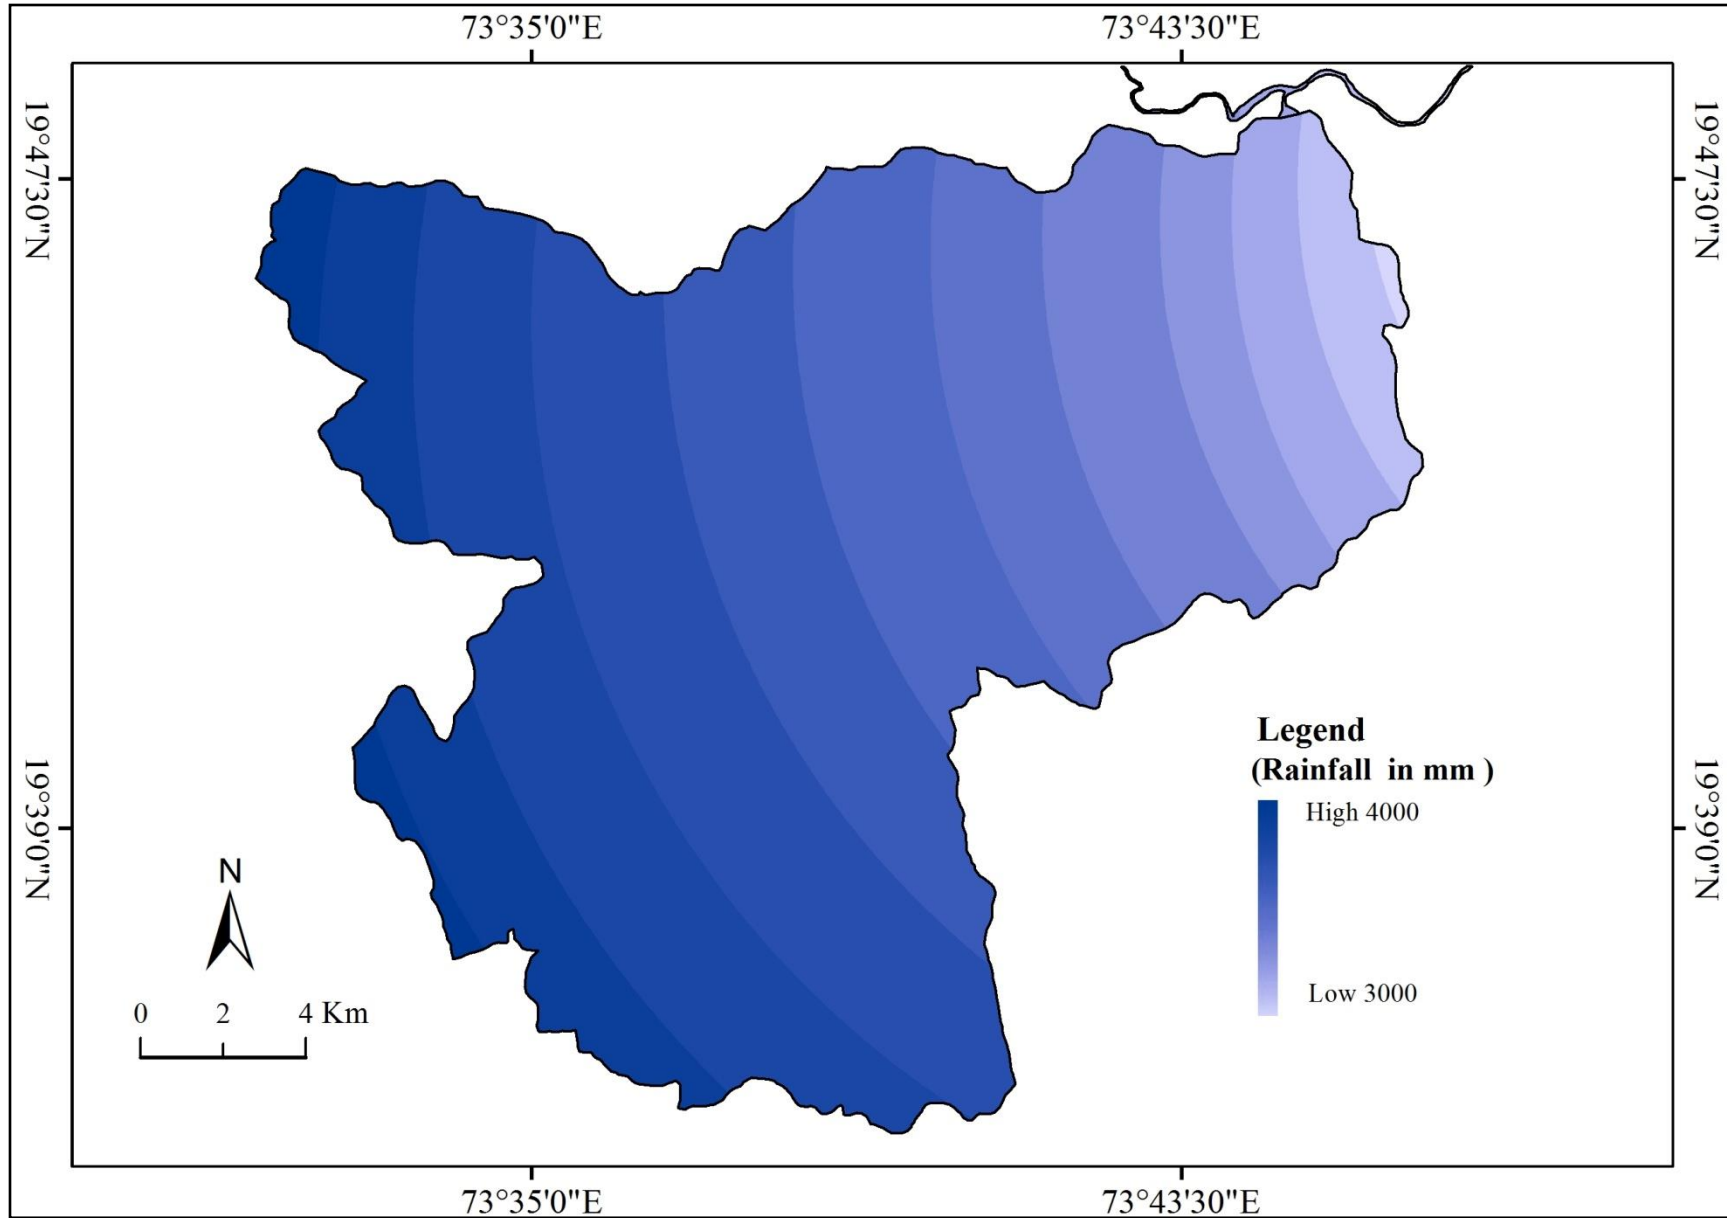 73°35'0"E
73°43'30"E
19°47'30"N
19°47'30"N
Legend
(Rainfall in mm )
High 4000
Low 3000
19°39'0"N
19°39'0"N
N
0 2 4 Km
73°35'0"E
73°43'30"E